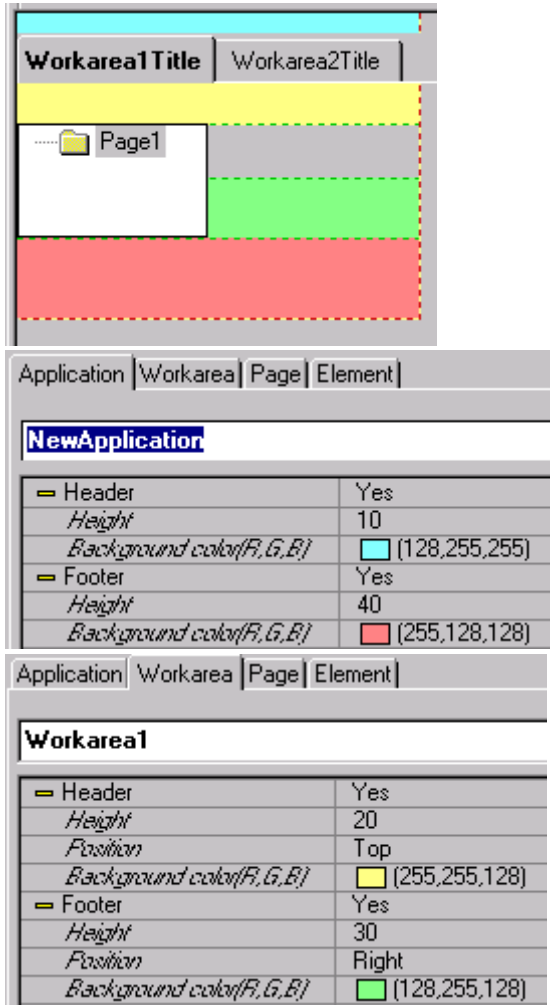 Workarea1Title Workarea2Title
Page1
Application Workarea Page Element
NewApplication
Header Yes
Height 10
Background color(R,G,B) (128,255,255)
Footer Yes
Height 40
Background color(R,G,B) (255,128,128)
Application Workarea Page Element
Workarea1
Header Yes
Height 20
Position Top
Background color(R,G,B) (255,255,128)
Footer Yes
Height 30
Position Right
Background color(R,G,B) (128,255,128)